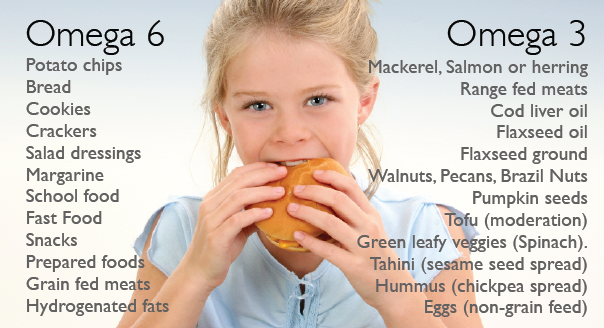 Omega 6
Potato chips
Bread
Cookies
Crackers
Salad dressings
Margarine
School food
Fast Food
Snacks
Prepared foods
Grain fed meats
Hydrogenated fats
Omega 3
Mackerel, Salmon or herring
Range fed meats
Cod liver oil
Flaxseed oil
Flaxseed ground
Walnuts, Pecans, Brazil Nuts
Pumpkin seeds
Tofu (moderation)
Green leafy veggies (Spinach).
Tahini (sesame seed spread)
Hummus (chickpea spread)
Eggs (non-grain feed)